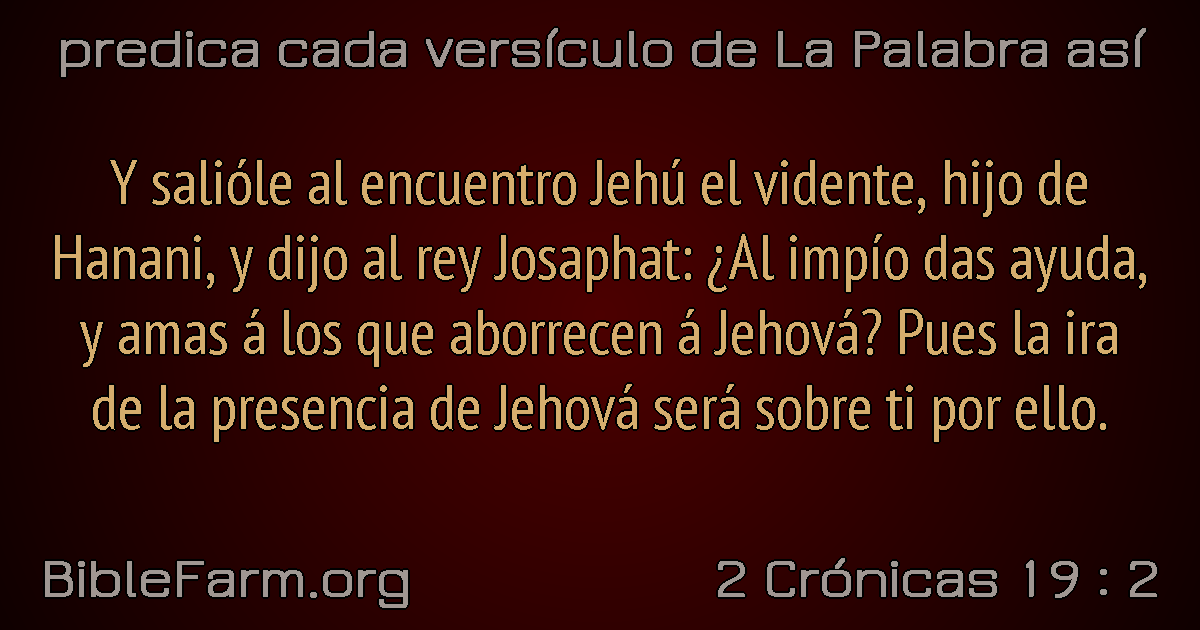 predica cada versículo de La Palabra así
Y salióle al encuentro Jehú el vidente, hijo de
Hanani, y dijo al rey Josaphat: ¿Al impío das ayuda,
y amas á los que aborrecen á Jehová? Pues la ira
de la presencia de Jehová será sobre ti por ello.
BibleFarm.org
2 Crónicas 19 : 2